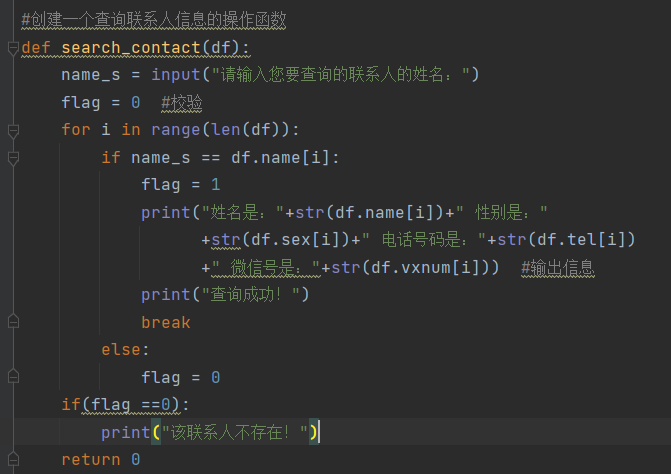 #创建一个查询联系人信息的操作函数
def search_contact(df):
    name_s = input("请输入您要查询的联系人的姓名：")
    flag = 0  #校验
    for i in range(len(df)):
        if name_s == df.name[i]:
            flag = 1
            print("姓名是："+str(df.name[i])+" 性别是："
                  +str(df.sex[i])+" 电话号码是："+str(df.tel[i])
                  +" 微信号是："+str(df.vxnum[i]))  #输出信息
            print("查询成功！")
            break
        else:
            flag = 0
    if(flag ==0):
        print("该联系人不存在！")
    return 0